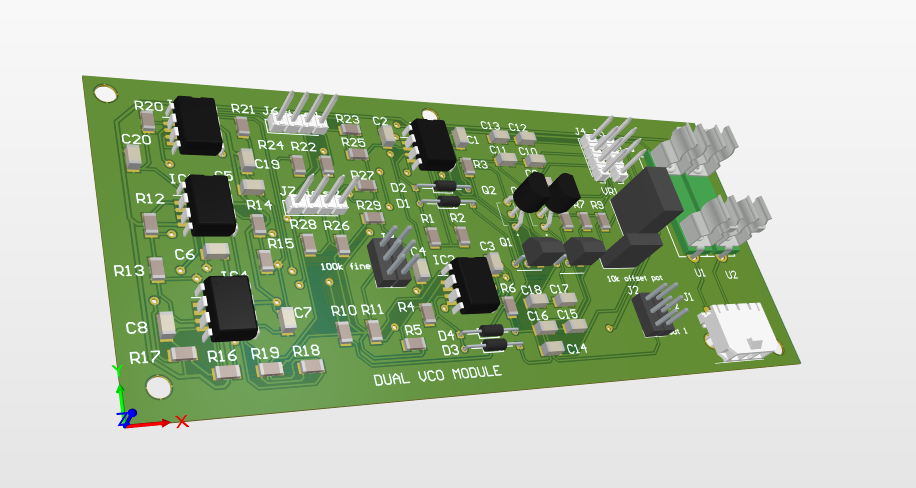 R20
R21
J6
R23
C2
C13
C12
J4
C20
R24
R22
R25
C1
C11
C10
C19
R3
R27
D2
Q2
VR1
R12
R14
J7
D1
R29
R28
R26
R1
R2
Q1
C6
R15
100k fine
C4
IC2
C3
10k offset pot
U1
U2
R13
R6
C18
C17
J2
J1
C8
C7
R10
R11
R4
C16
C15
R5
D4
D3
C14
R17
R16
R19
R18
DUAL VCO MODULE
Y
Z
X